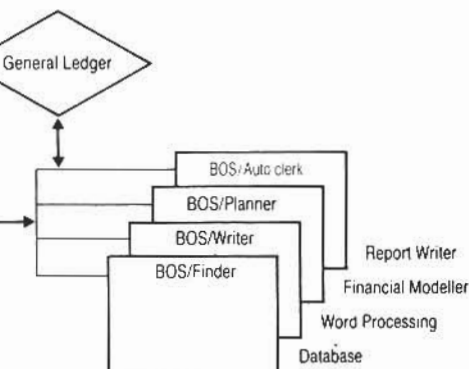 General Ledger
BOS/Auto clerk
BOS/Planner
BOS/Writer
BOS/Finder
Report Writer
Financial Modeller
Word Processing
Database